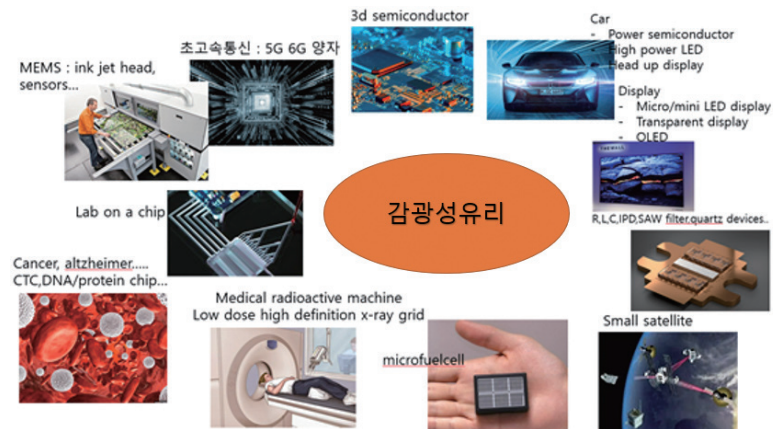 3d semiconductor
Car
- Power semiconductor
- High power LED
- Head up display
초고속통신 : 5G 6G 양자
MEMS : ink jet head,
sensors...
Display
- Micro/mini LED display
- Transparent display
- OLED
감광성유리
Lab on a chip
R,L,C,IPD,SAW filter.quartz devices..
Cancer, altzheimer.....
CTC,DNA/protein chip...
Medical radioactive machine
Low dose high definition x-ray grid
Small satellite
microfuelcell